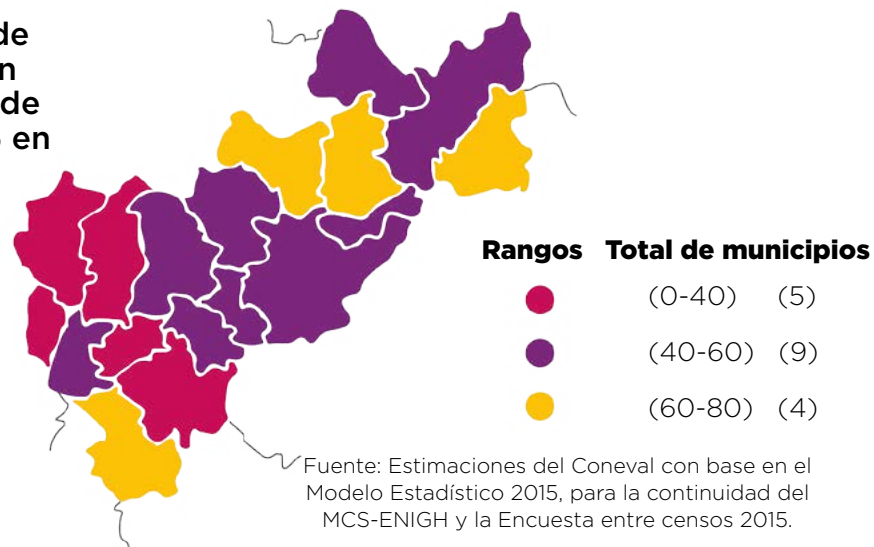 de
n
de
en
Rangos Total de municipios
(0-40) (5)
(40-60) (9)
(60-80) (4)
Fuente: Estimaciones del Coneval con base en el
Modelo Estadístico 2015, para la continuidad del
MCS-ENIGH y la Encuesta entre censos 2015.